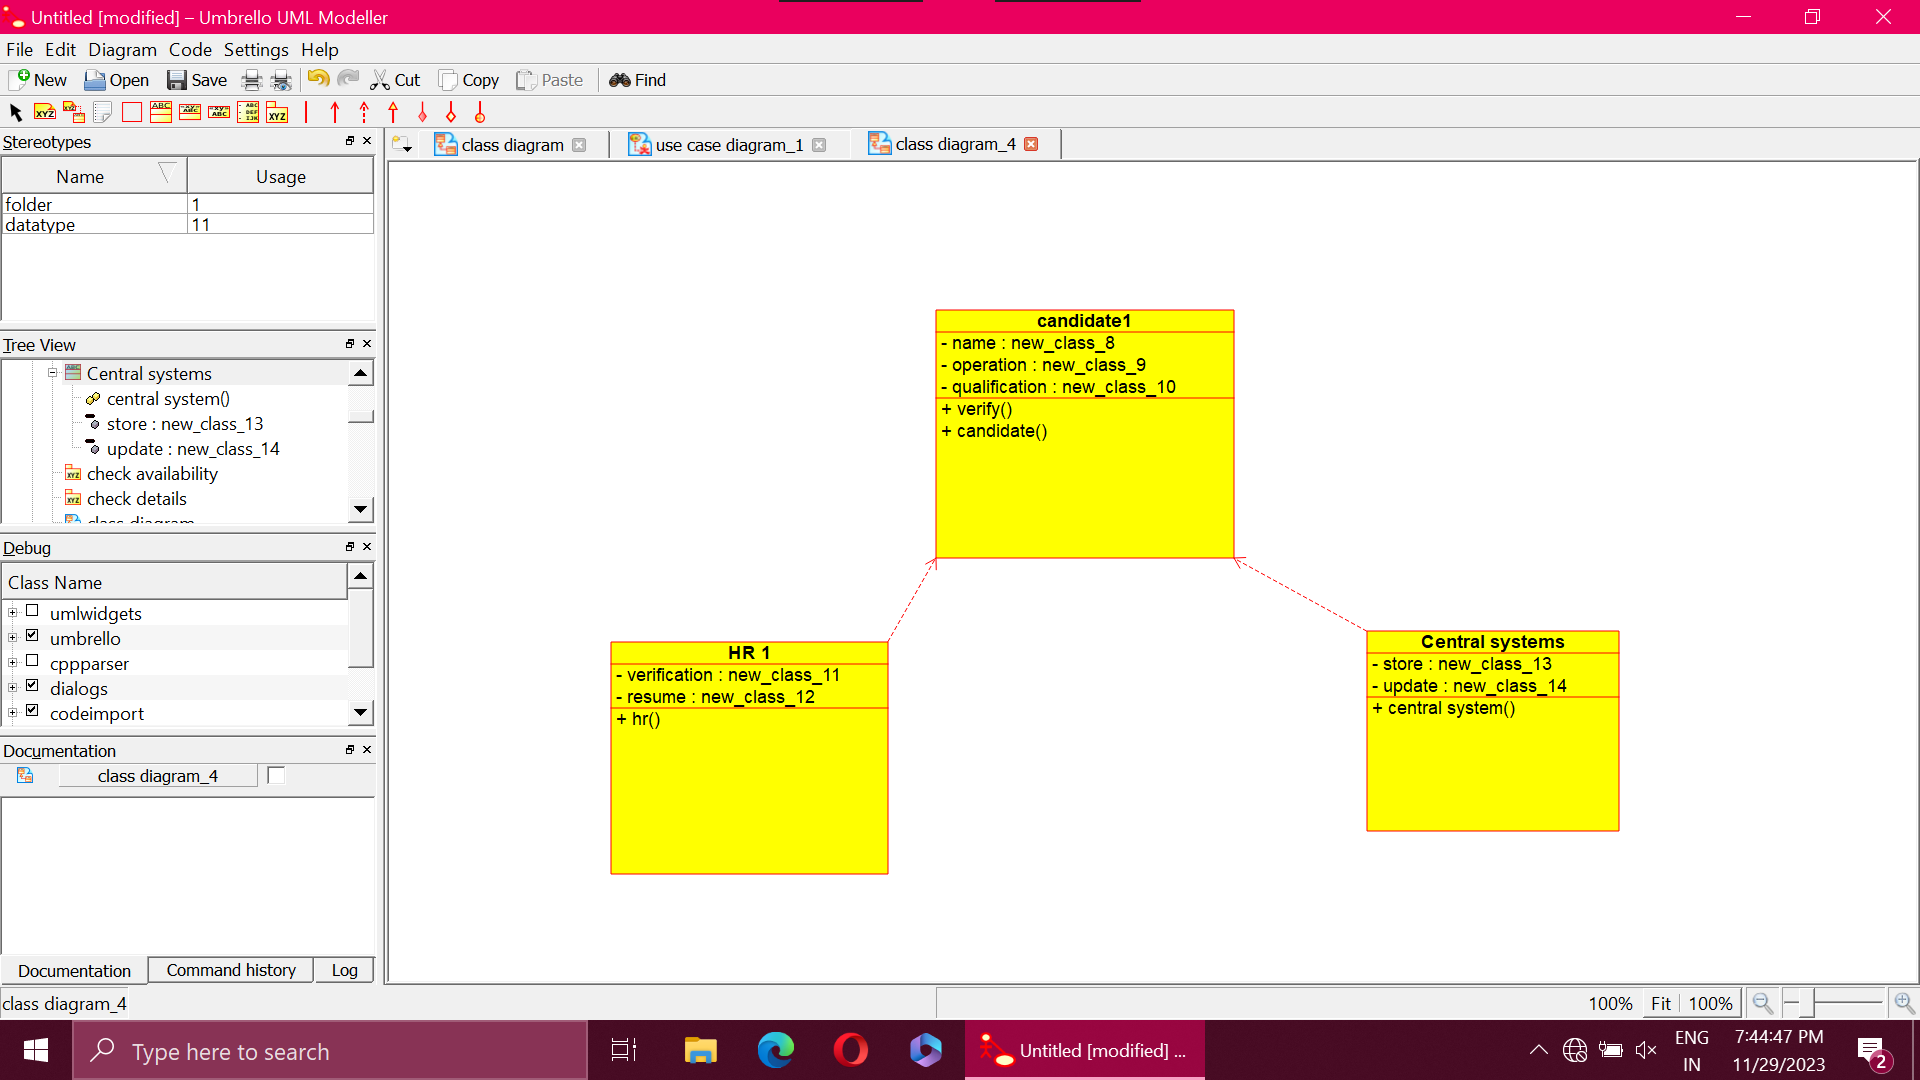 Untitled [modified] – Umbrello UML Modeller
File Edit Diagram Code Settings Help
New Open Save Cut Copy Paste Find
Stereotypes
Name Usage
folder 1
datatype 11
Tree View
Central systems
central system()
store : new_class_13
update : new_class_14
check availability
check details
class diagram
Debug
Class Name
umlwidgets
umbrello
cppparser
dialogs
codeimport
Documentation
class diagram_4
Documentation Command history Log
class diagram use case diagram_1 class diagram_4
candidate1
- name : new_class_8
- operation : new_class_9
- qualification : new_class_10
+ verify()
+ candidate()
HR 1
- verification : new_class_11
- resume : new_class_12
+ hr()
Central systems
- store : new_class_13
- update : new_class_14
+ central system()
class diagram_4
100% Fit 100%
Type here to search
Untitled [modified] ...
ENG
IN
7:44:47 PM
11/29/2023
2